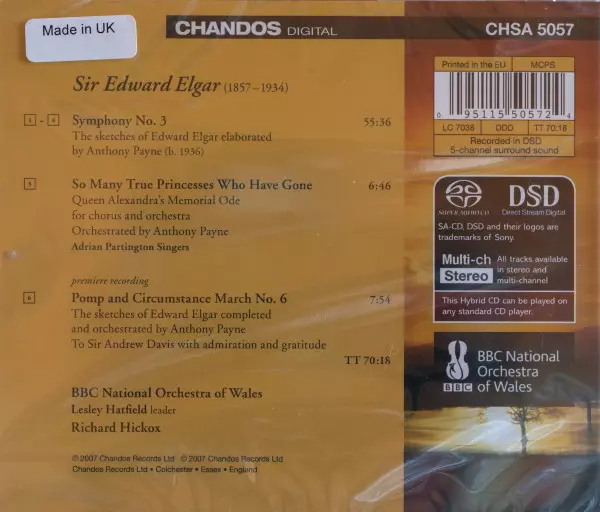 Made in UK
CHANDOS DIGITAL
CHSA 5057
Sir Edward Elgar (1857–1934)
1 - 4 Symphony No. 3 55:36
The sketches of Edward Elgar elaborated
by Anthony Payne (b. 1936)
5 So Many True Princesses Who Have Gone 6:46
Queen Alexandra's Memorial Ode
for chorus and orchestra
Orchestrated by Anthony Payne
Adrian Partington Singers
premiere recording
6 Pomp and Circumstance March No. 6 7:54
The sketches of Edward Elgar completed
and orchestrated by Anthony Payne
To Sir Andrew Davis with admiration and gratitude
TT 70:18
BBC National Orchestra of Wales
Lesley Hatfield leader
Richard Hickox
℗ 2007 Chandos Records Ltd © 2007 Chandos Records Ltd
Chandos Records Ltd • Colchester • Essex • England
Printed in the EU MCPS
0 95115 50572 4
LC 7038 DDD TT 70:18
Recorded in DSD
5-channel surround sound
SUPER AUDIO CD
DSD
Direct Stream Digital
SA-CD, DSD and their logos are
trademarks of Sony.
Multi-ch
Stereo
All tracks available
in stereo and
multi-channel
This Hybrid CD can be played on
any standard CD player.
BBC
BBC National
Orchestra
of Wales